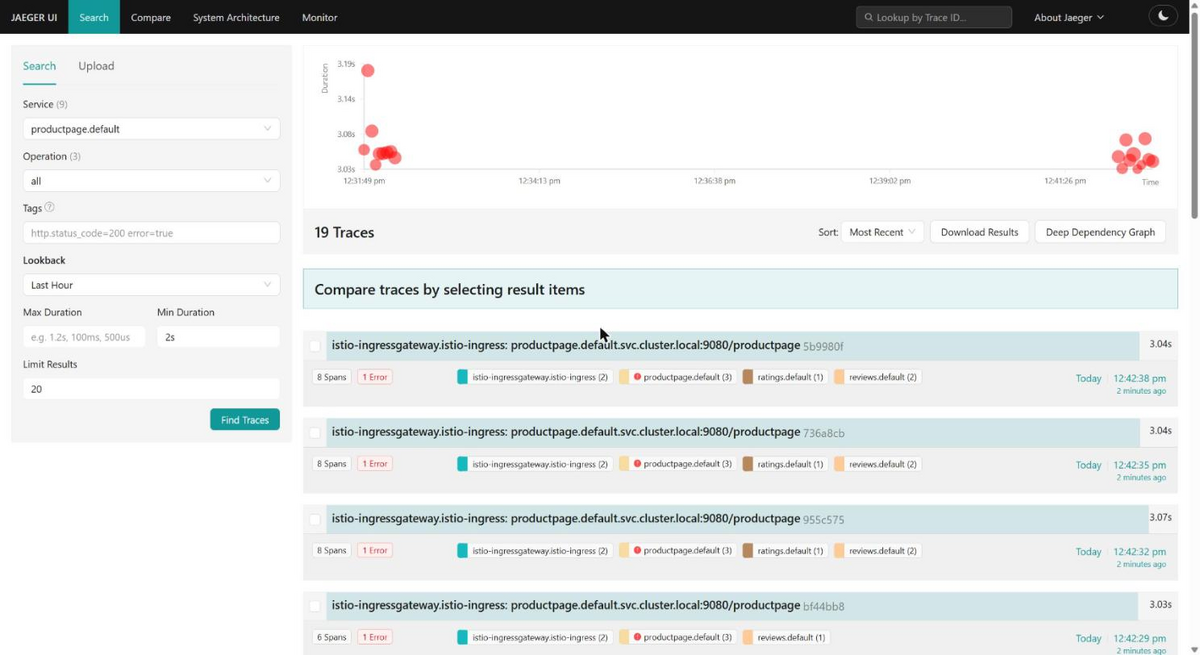 JAEGER UI Search Compare System Architecture Monitor Lookup by Trace ID... About Jaeger
Search Upload
Service (9)
productpage.default
Operation (3)
all
Tags
http.status_code=200 error=true
Lookback
Last Hour
Max Duration Min Duration
e.g. 1.2s, 100ms, 500us 2s
Limit Results
20
Find Traces
Duration
3.19s
3.14s
3.08s
3.03s
12:31:49 pm 12:34:13 pm 12:36:38 pm 12:39:02 pm 12:41:26 pm Time
19 Traces Sort: Most Recent Download Results Deep Dependency Graph
Compare traces by selecting result items
istio-ingressgateway.istio-ingress: productpage.default.svc.cluster.local:9080/productpage 5b9980f 3.04s
8 Spans 1 Error istio-ingressgateway.istio-ingress (2) productpage.default (3) ratings.default (1) reviews.default (2) Today 12:42:38 pm
2 minutes ago
istio-ingressgateway.istio-ingress: productpage.default.svc.cluster.local:9080/productpage 736a8cb 3.04s
8 Spans 1 Error istio-ingressgateway.istio-ingress (2) productpage.default (3) ratings.default (1) reviews.default (2) Today 12:42:35 pm
2 minutes ago
istio-ingressgateway.istio-ingress: productpage.default.svc.cluster.local:9080/productpage 955c575 3.07s
8 Spans 1 Error istio-ingressgateway.istio-ingress (2) productpage.default (3) ratings.default (1) reviews.default (2) Today 12:42:32 pm
2 minutes ago
istio-ingressgateway.istio-ingress: productpage.default.svc.cluster.local:9080/productpage bf44bb8 3.03s
6 Spans 1 Error istio-ingressgateway.istio-ingress (2) productpage.default (3) reviews.default (1) Today 12:42:29 pm
2 minutes ago